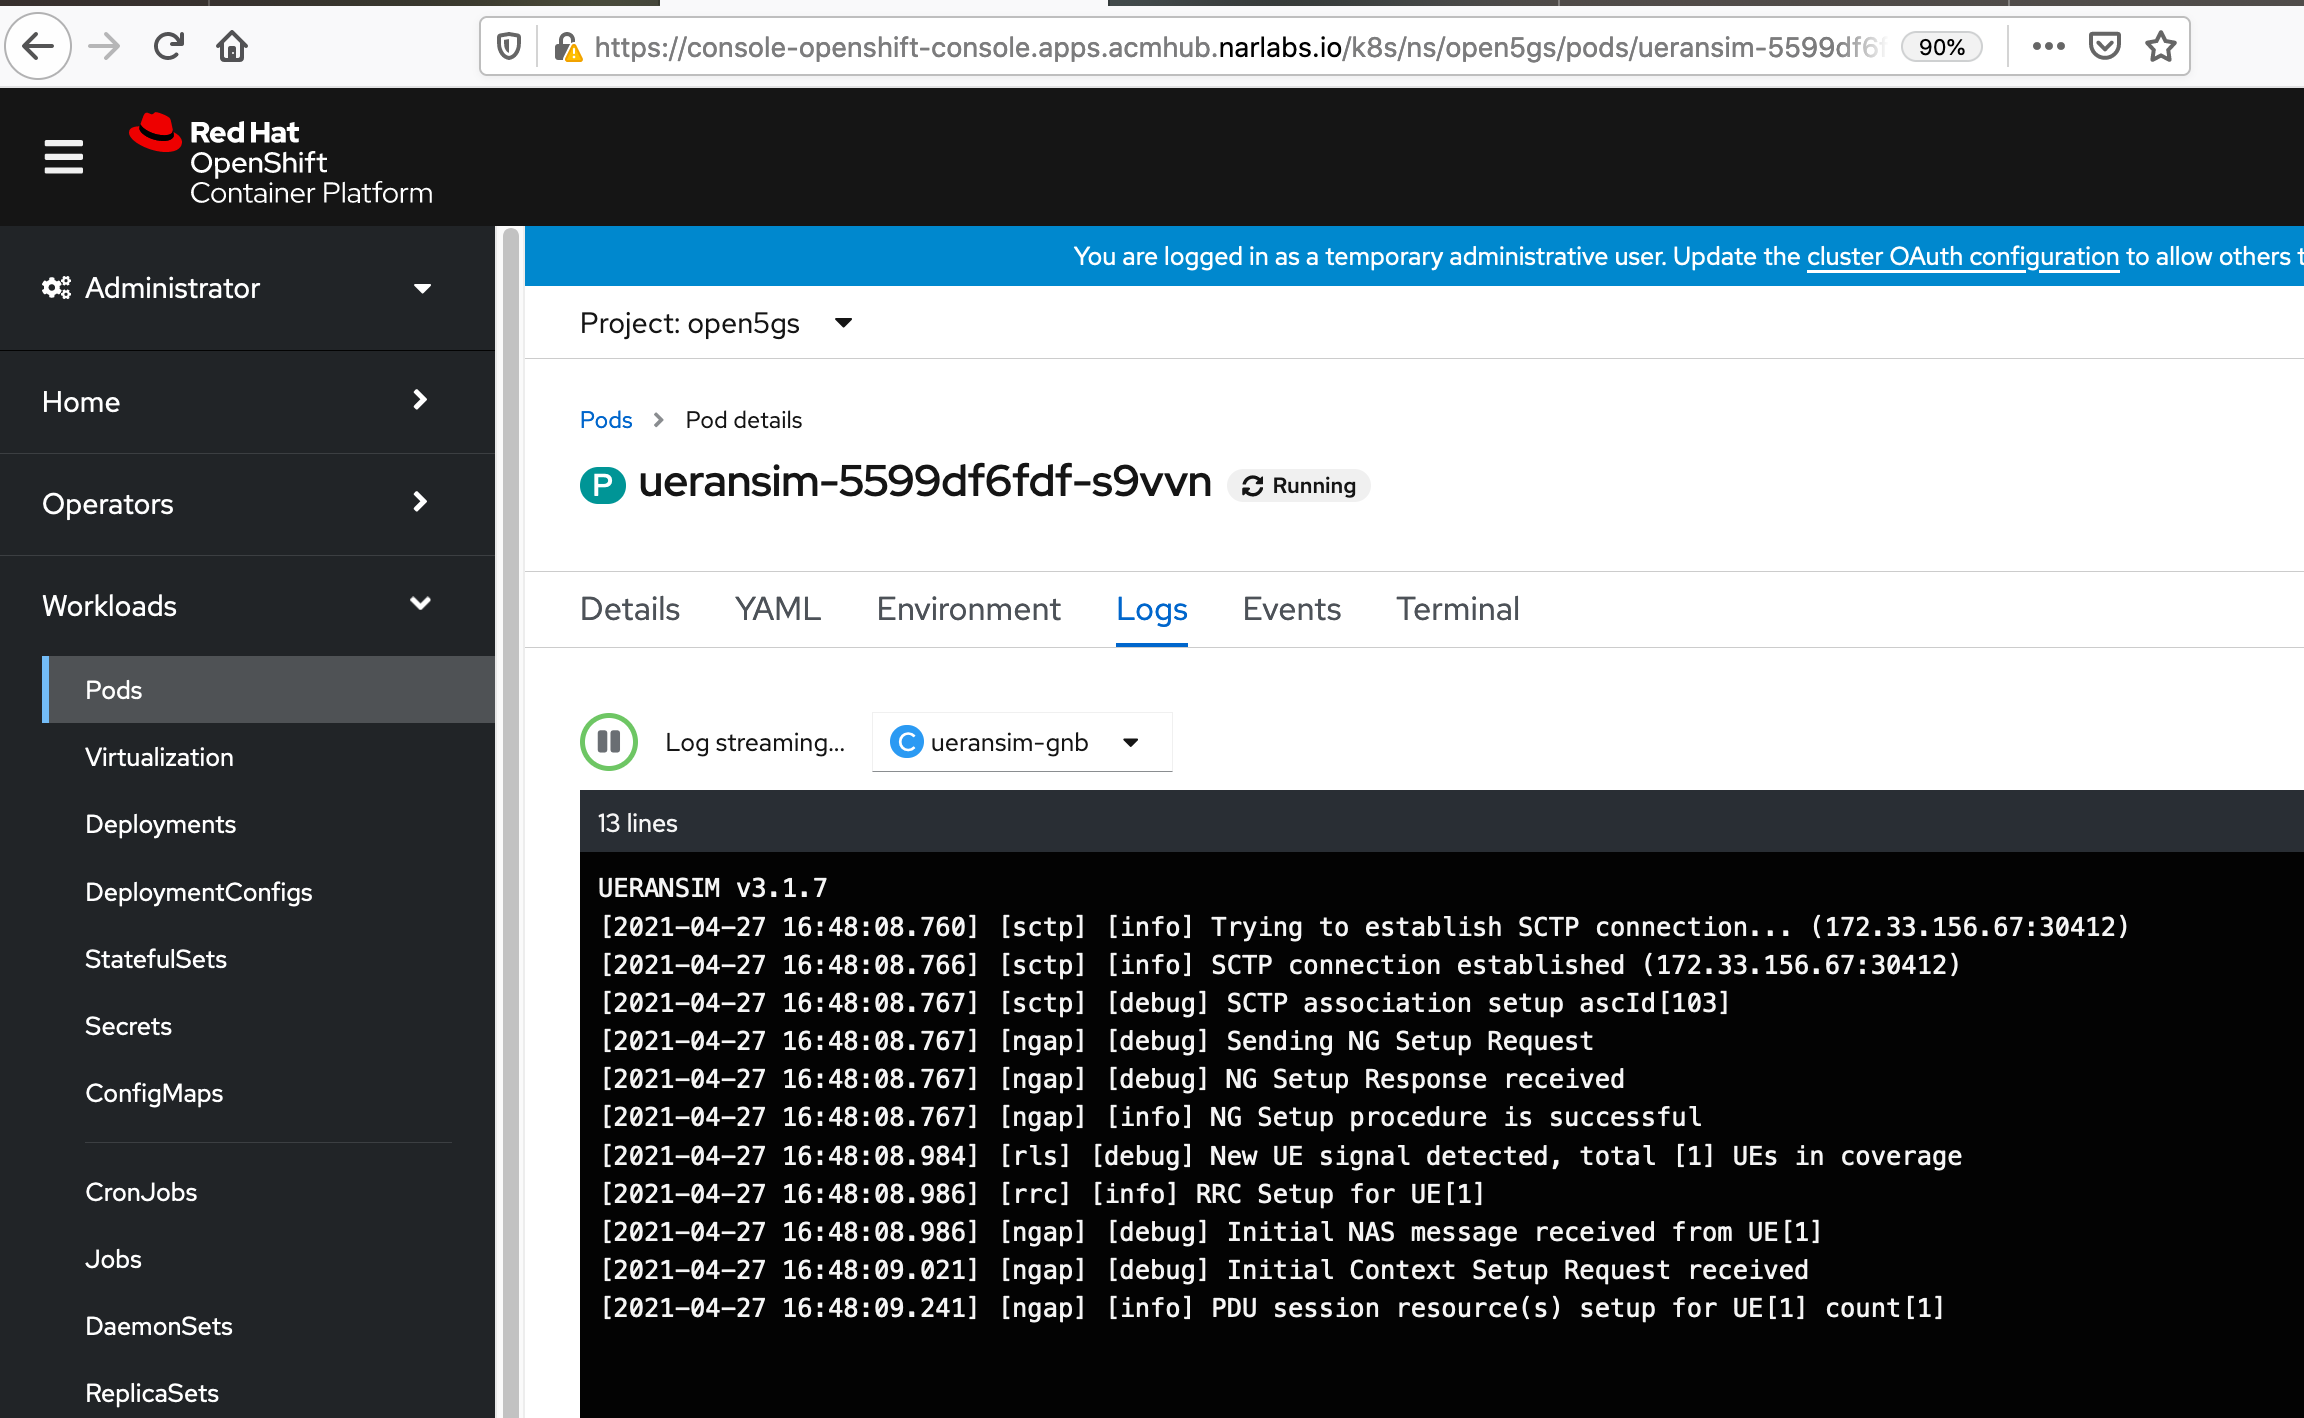 https://console-openshift-console.apps.acmhub.narlabs.io/k8s/ns/open5gs/pods/ueransim-5599df6f
90%
Red Hat
OpenShift
Container Platform
You are logged in as a temporary administrative user. Update the cluster OAuth configuration to allow others t
Administrator
Project: open5gs
Home
Pods
Pod details
P
ueransim-5599df6fdf-s9vvn
Running
Operators
Details
YAML
Environment
Logs
Events
Terminal
Workloads
Pods
Virtualization
Deployments
DeploymentConfigs
StatefulSets
Secrets
ConfigMaps
CronJobs
Jobs
DaemonSets
ReplicaSets
Log streaming...
C ueransim-gnb
13 lines
UERANSIM v3.1.7
[2021-04-27 16:48:08.760] [sctp] [info] Trying to establish SCTP connection... (172.33.156.67:30412)
[2021-04-27 16:48:08.766] [sctp] [info] SCTP connection established (172.33.156.67:30412)
[2021-04-27 16:48:08.767] [sctp] [debug] SCTP association setup ascId[103]
[2021-04-27 16:48:08.767] [ngap] [debug] Sending NG Setup Request
[2021-04-27 16:48:08.767] [ngap] [debug] NG Setup Response received
[2021-04-27 16:48:08.767] [ngap] [info] NG Setup procedure is successful
[2021-04-27 16:48:08.984] [rls] [debug] New UE signal detected, total [1] UEs in coverage
[2021-04-27 16:48:08.986] [rrc] [info] RRC Setup for UE[1]
[2021-04-27 16:48:08.986] [ngap] [debug] Initial NAS message received from UE[1]
[2021-04-27 16:48:09.021] [ngap] [debug] Initial Context Setup Request received
[2021-04-27 16:48:09.241] [ngap] [info] PDU session resource(s) setup for UE[1] count[1]